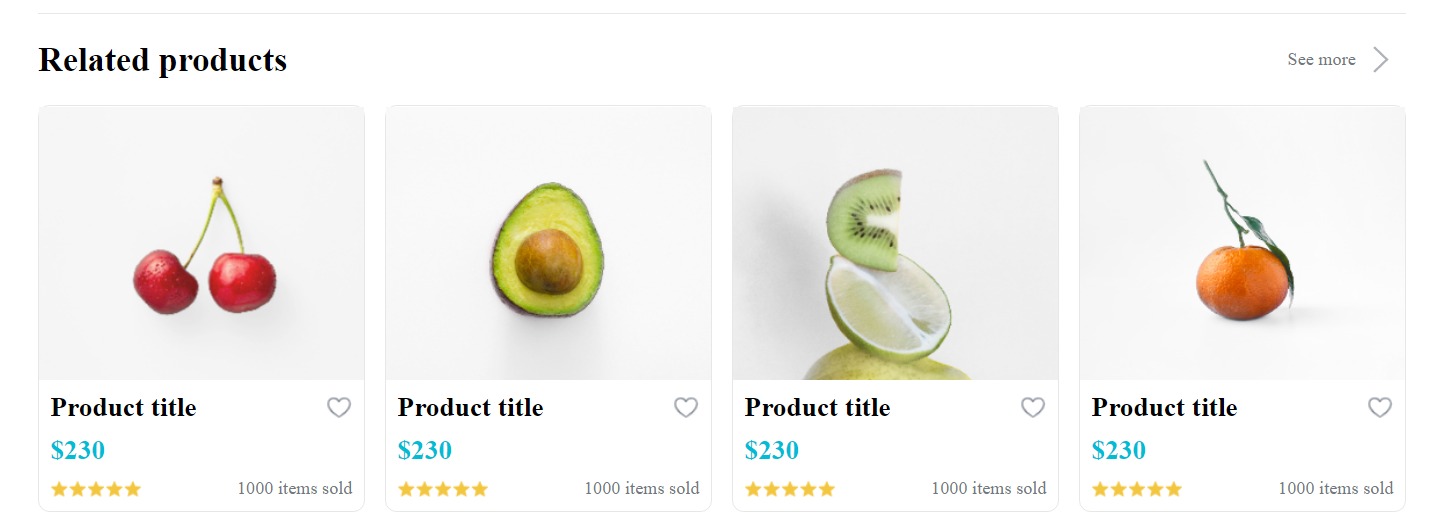 Related products
See more
Product title
$230
1000 items sold
Product title
$230
1000 items sold
Product title
$230
1000 items sold
Product title
$230
1000 items sold